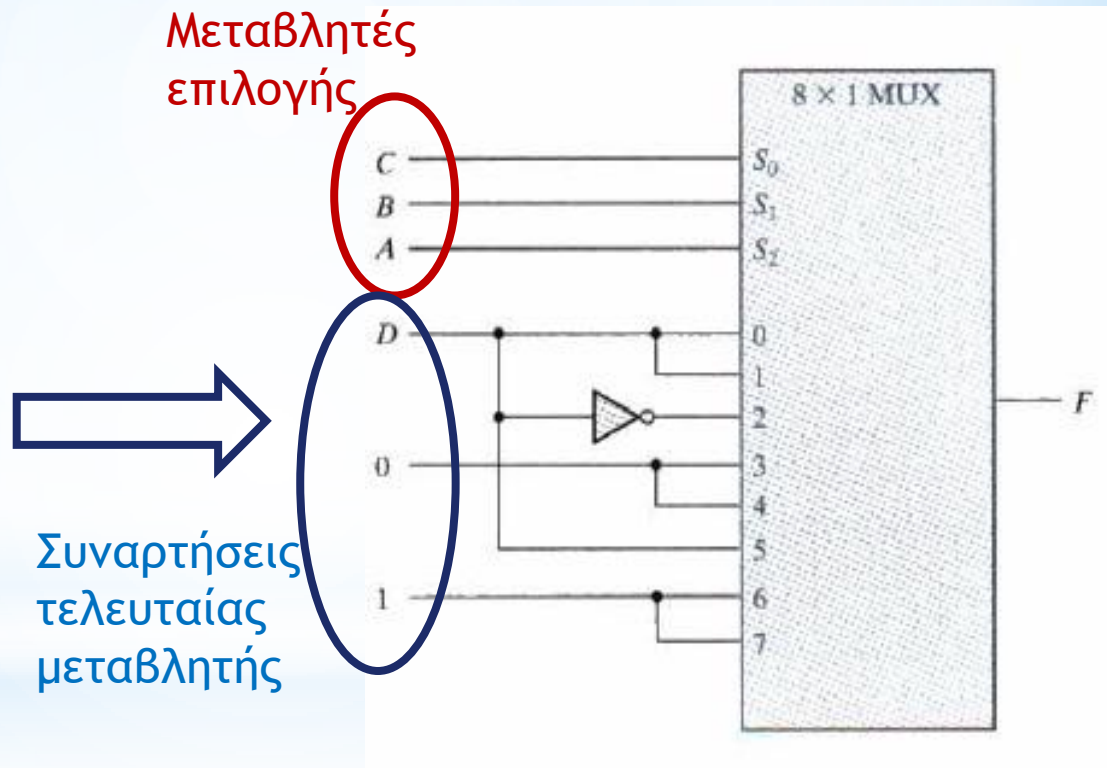 Μεταβλητές
επιλογής
8 × 1 MUX
C
S₀
B
S₁
A
S₂
D
0
1
2
F
0
3
4
Συναρτήσεις
τελευταίας
μεταβλητής
5
1
6
7